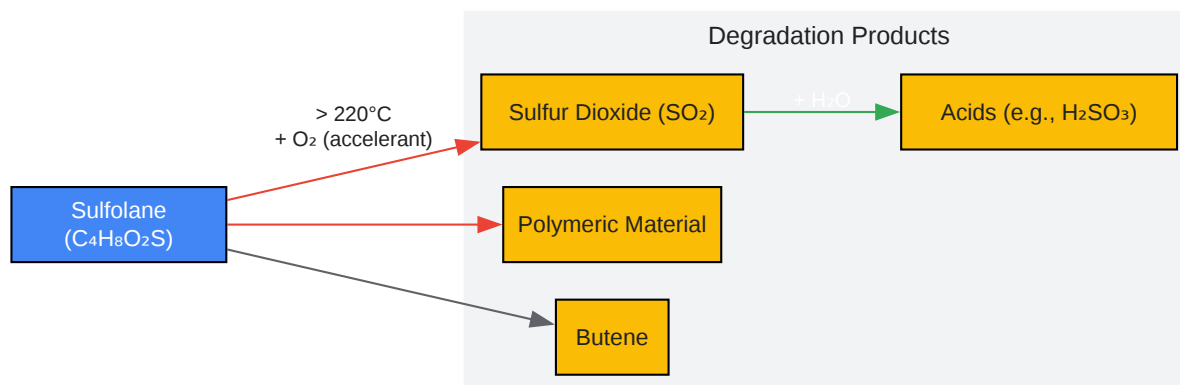 Degradation Products
> 220°C
+ O₂ (accelerant)
Sulfur Dioxide (SO₂)
+ H₂O
Acids (e.g., H₂SO₃)
Sulfolane
(C₄H₈O₂S)
Polymeric Material
Butene